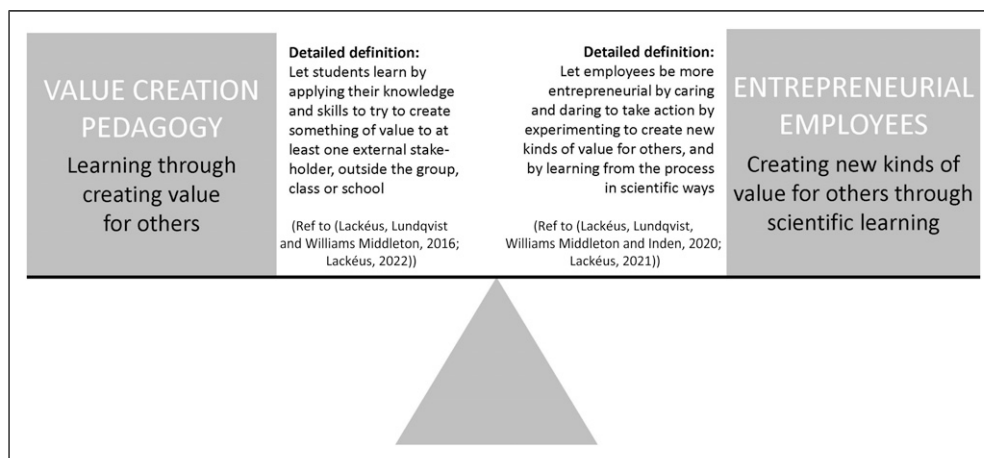 VALUE CREATION
PEDAGOGY
Learning through
creating value
for others
Detailed definition:
Let students learn by
applying their knowledge
and skills to try to create
something of value to at
least one external stake-
holder, outside the group,
class or school
(Ref to (Lackéus, Lundqvist
and Williams Middleton, 2016;
Lackéus, 2022))
Detailed definition:
Let employees be more
entrepreneurial by caring
and daring to take action by
experimenting to create new
kinds of value for others, and
by learning from the process
in scientific ways
(Ref to (Lackéus, Lundqvist,
Williams Middleton and Inden, 2020;
Lackéus, 2021))
ENTREPRENEURIAL
EMPLOYEES
Creating new kinds of
value for others through
scientific learning